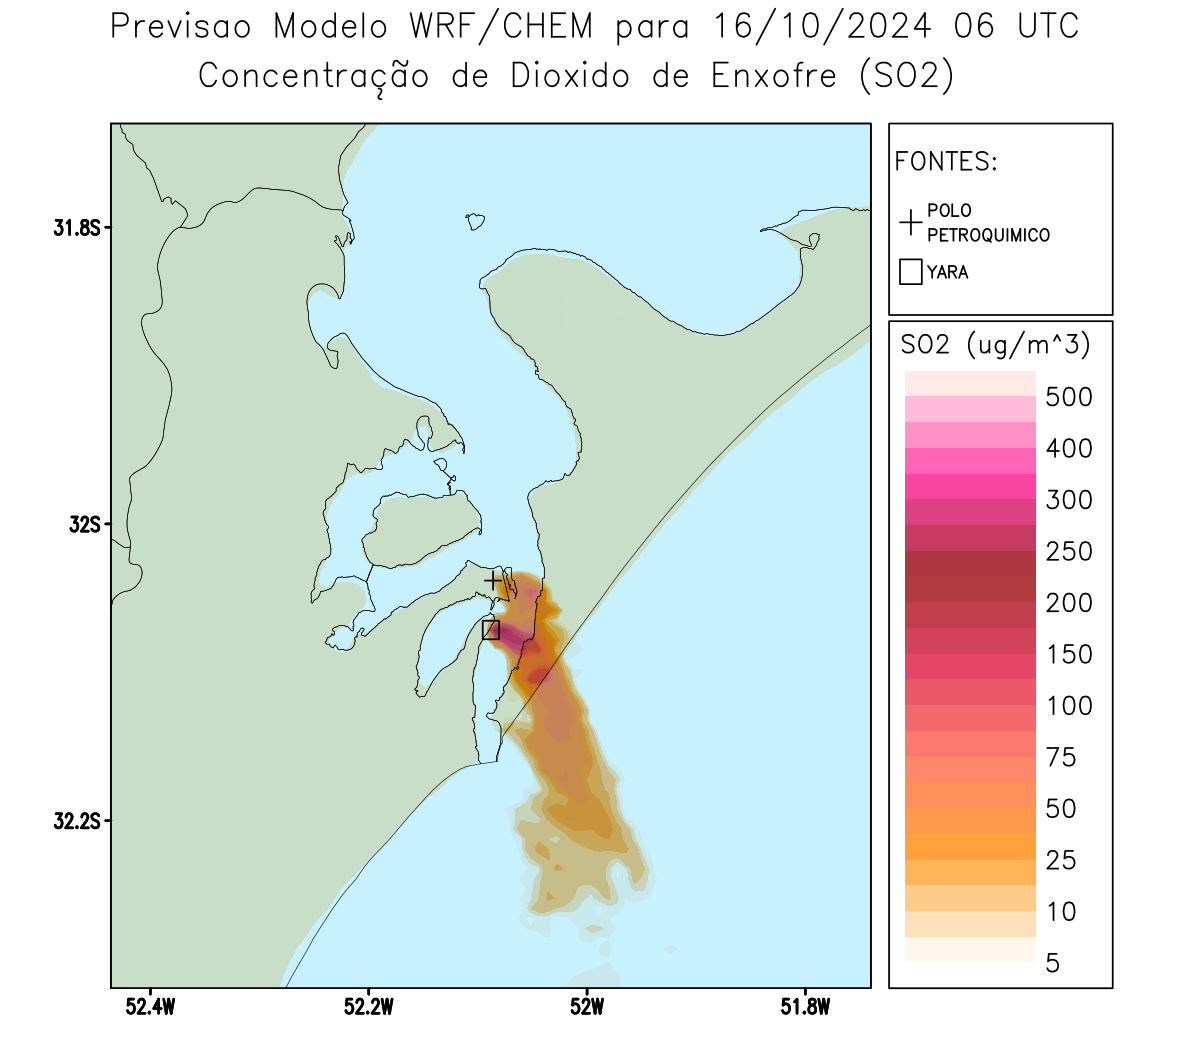 Previsao Modelo WRF/CHEM para 16/10/2024 06 UTC
Concentração de Dioxido de Enxofre (SO2)
FONTES:
POLO
PETROQUIMICO
YARA
SO2 (ug/m^3)
500
400
300
250
200
150
100
75
50
25
10
5
31.8S
32S
32.2S
52.4W
52.2W
52W
51.8W